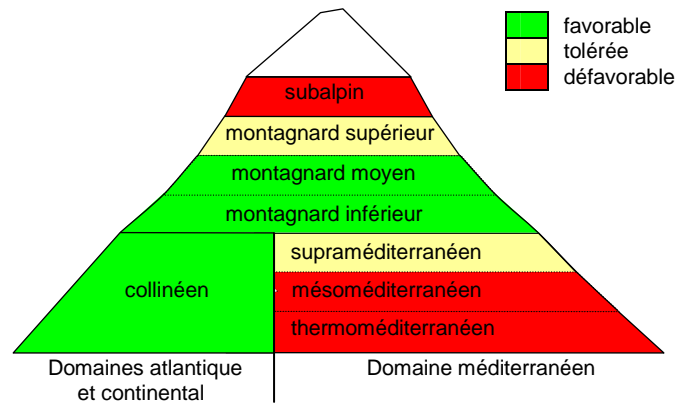 favorable
tolérée
défavorable
subalpin
montagnard supérieur
montagnard moyen
montagnard inférieur
collinéen
supraméditerranéen
mésoméditerranéen
thermoméditerranéen
Domaines atlantique
et continental
Domaine méditerranéen